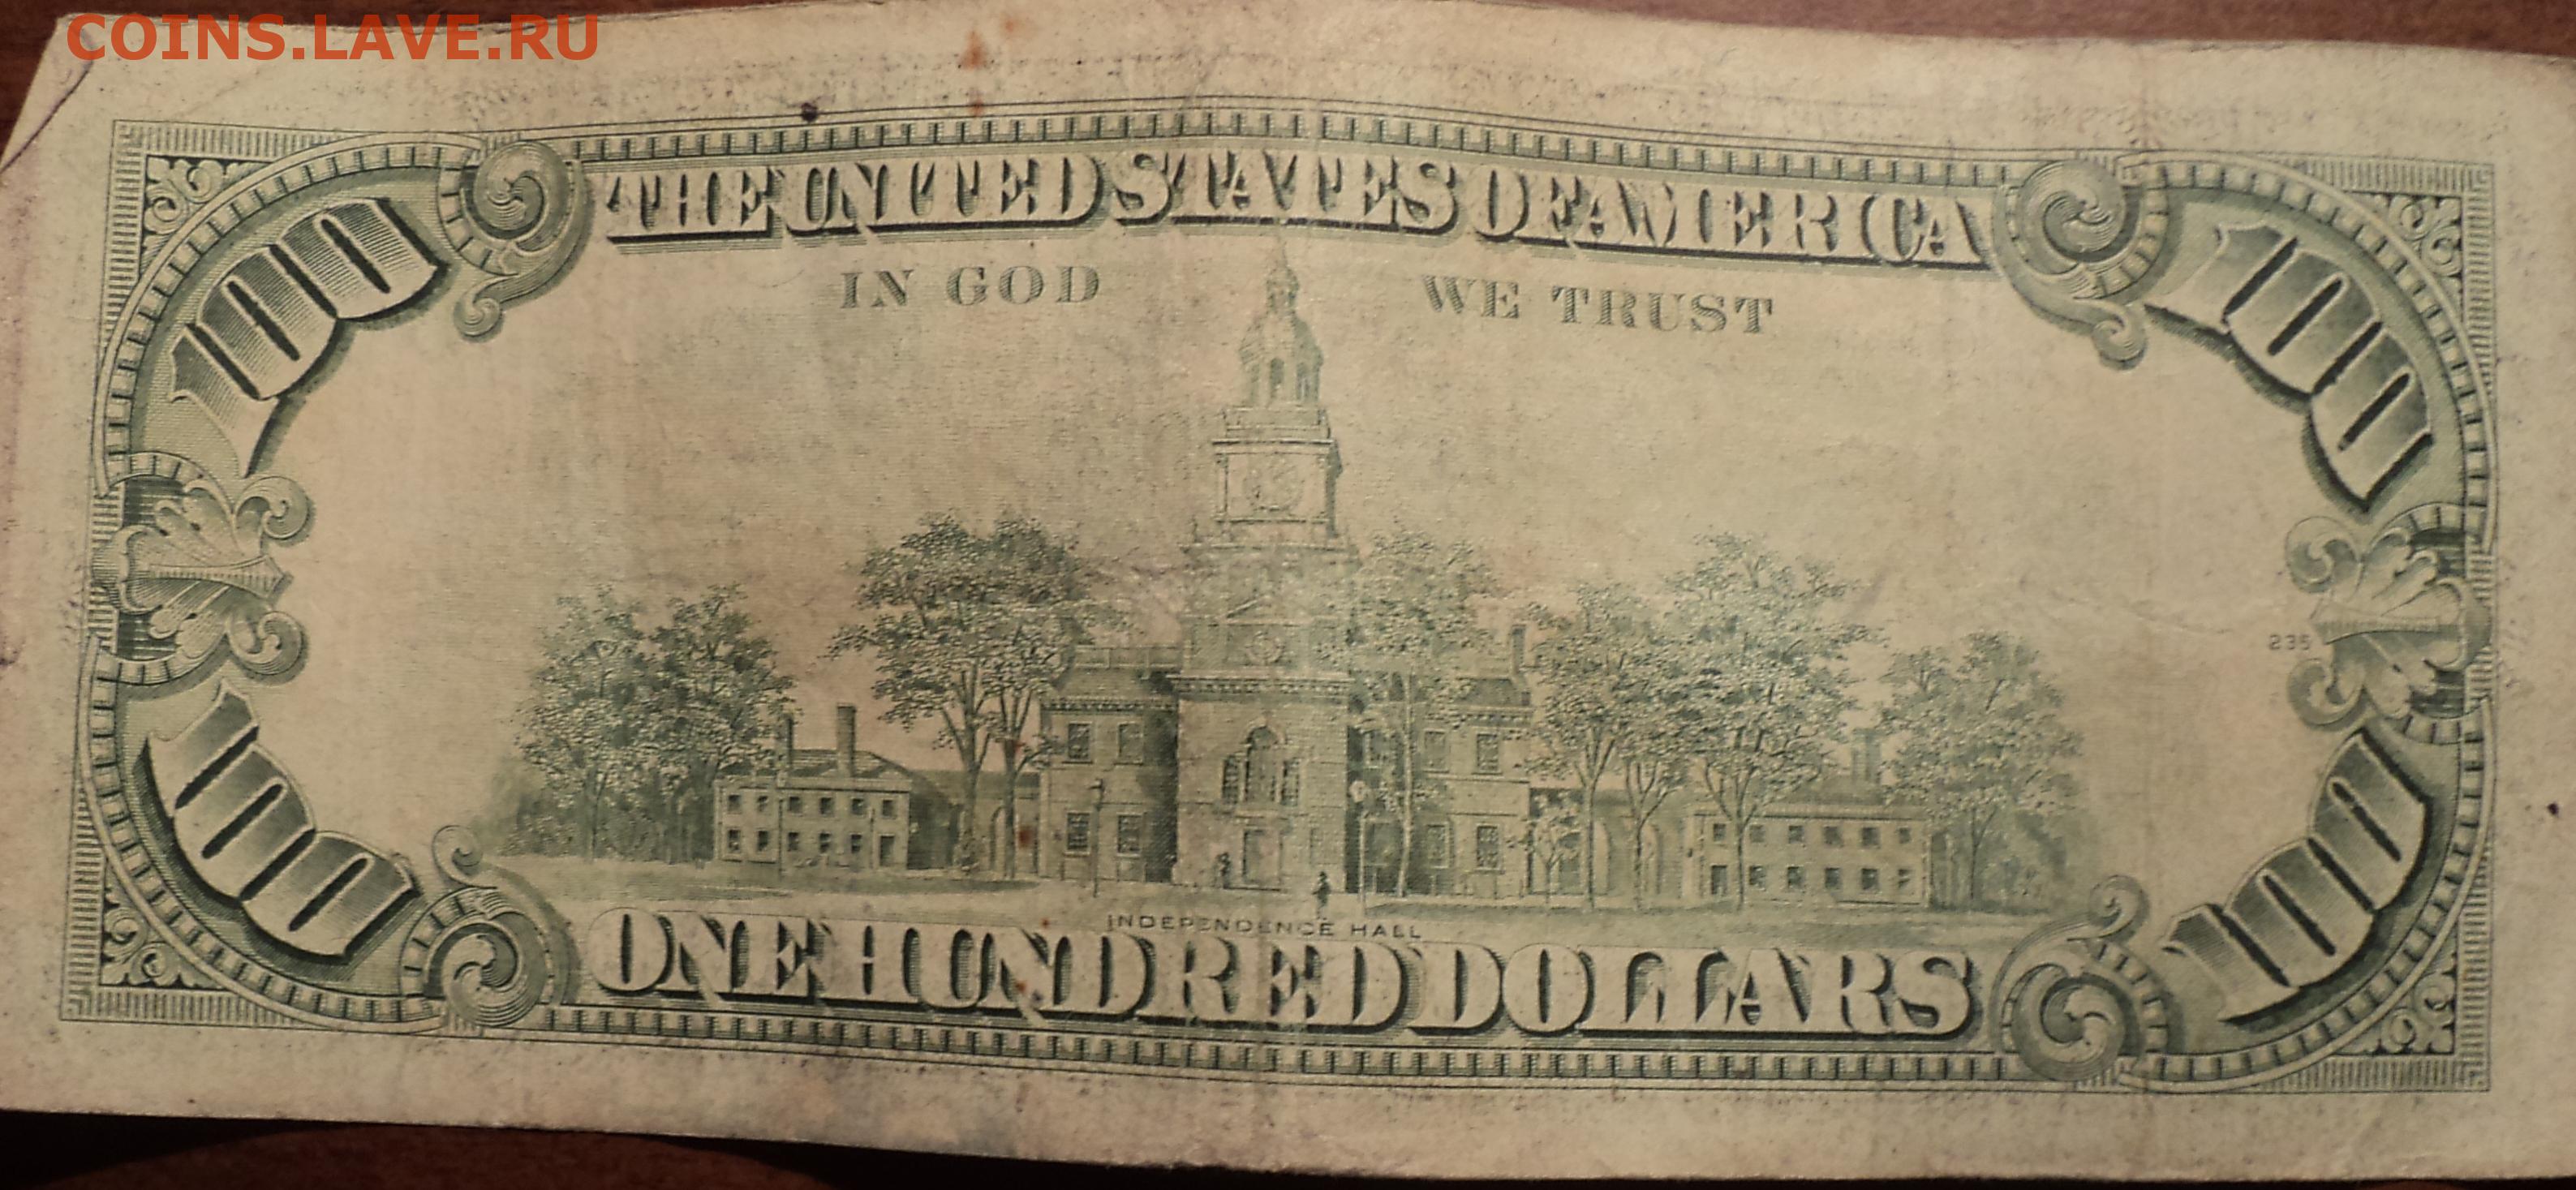 COINS.LAVE.RU
THE UNITED STATES OF AMERICA
100 100
IN GOD WE TRUST
235
100 100
INDEPENDENCE HALL
ONE HUNDRED DOLLARS